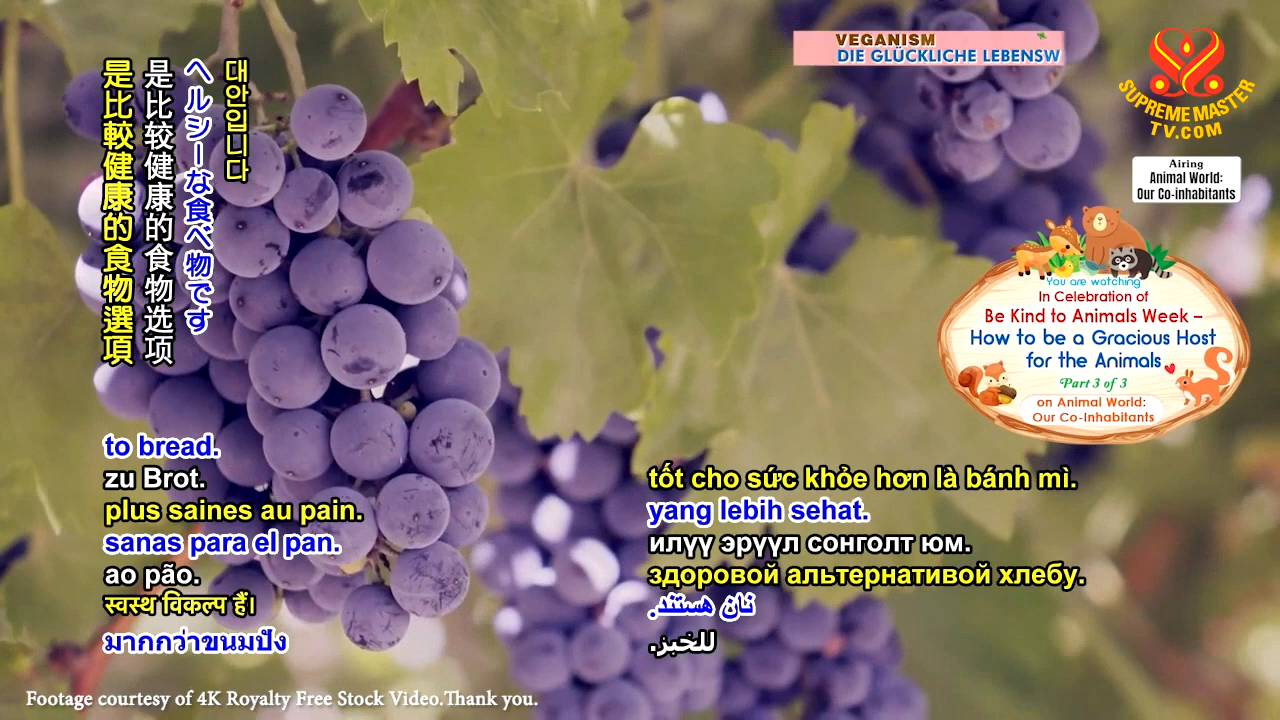 VEGANISM
DIE GLÜCKLICHE LEBENSW
SUPREME MASTER
TV.COM
Airing
Animal World:
Our Co-inhabitants
You are watching
In Celebration of
Be Kind to Animals Week –
How to be a Gracious Host
for the Animals
Part 3 of 3
on Animal World:
Our Co-Inhabitants
대안입니다
ヘルシーな食べ物です
是比较健康的食物选项
是比較健康的食物選項
to bread.
zu Brot.
plus saines au pain.
sanas para el pan.
ao pão.
स्वस्थ विकल्प हैं।
มากกว่าขนมปัง
tốt cho sức khỏe hơn là bánh mì.
yang lebih sehat.
илүү эрүүл сонголт юм.
здоровой альтернативой хлебу.
نان هستند.
للخبز.
Footage courtesy of 4K Royalty Free Stock Video.Thank you.